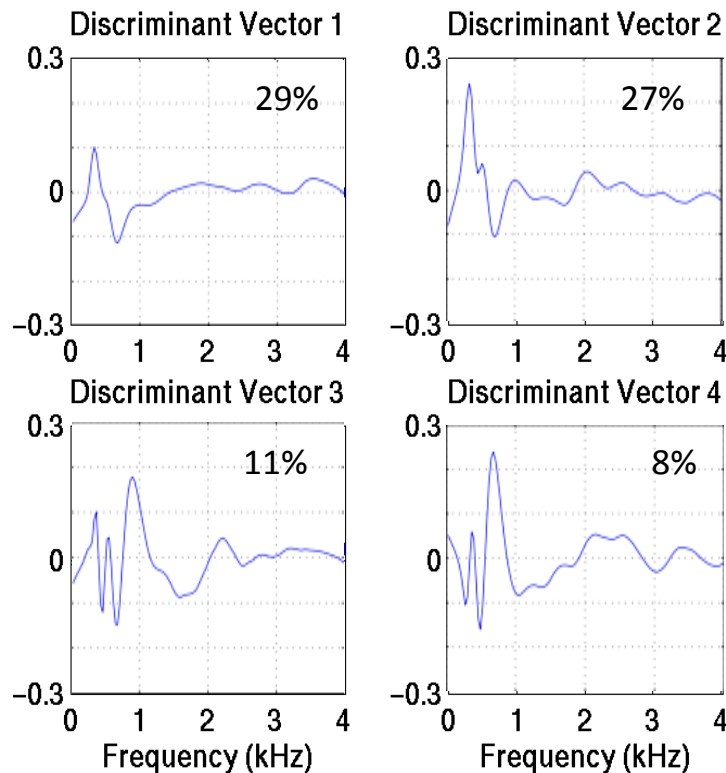 Discriminant Vector 1
Discriminant Vector 2
0.3
29%
0
−0.3
0 1 2 3 4
0.3
27%
0
−0.3
0 1 2 3 4
Discriminant Vector 3
Discriminant Vector 4
0.3
11%
0
−0.3
0 1 2 3 4
Frequency (kHz)
0.3
8%
0
−0.3
0 1 2 3 4
Frequency (kHz)